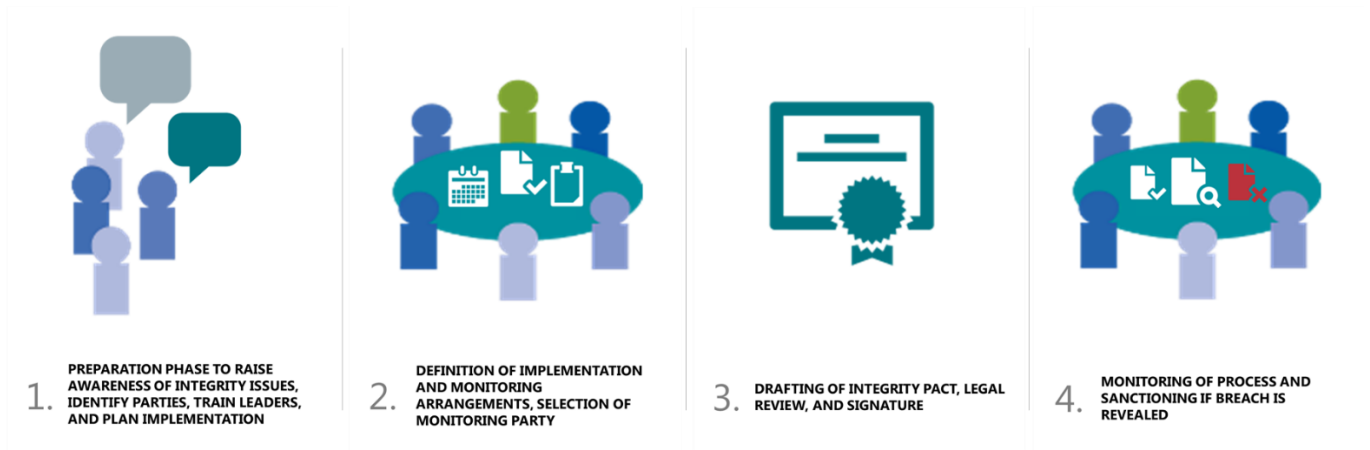 1. PREPARATION PHASE TO RAISE
AWARENESS OF INTEGRITY ISSUES,
IDENTIFY PARTIES, TRAIN LEADERS,
AND PLAN IMPLEMENTATION
2. DEFINITION OF IMPLEMENTATION
AND MONITORING
ARRANGEMENTS, SELECTION OF
MONITORING PARTY
3. DRAFTING OF INTEGRITY PACT, LEGAL
REVIEW, AND SIGNATURE
4. MONITORING OF PROCESS AND
SANCTIONING IF BREACH IS
REVEALED